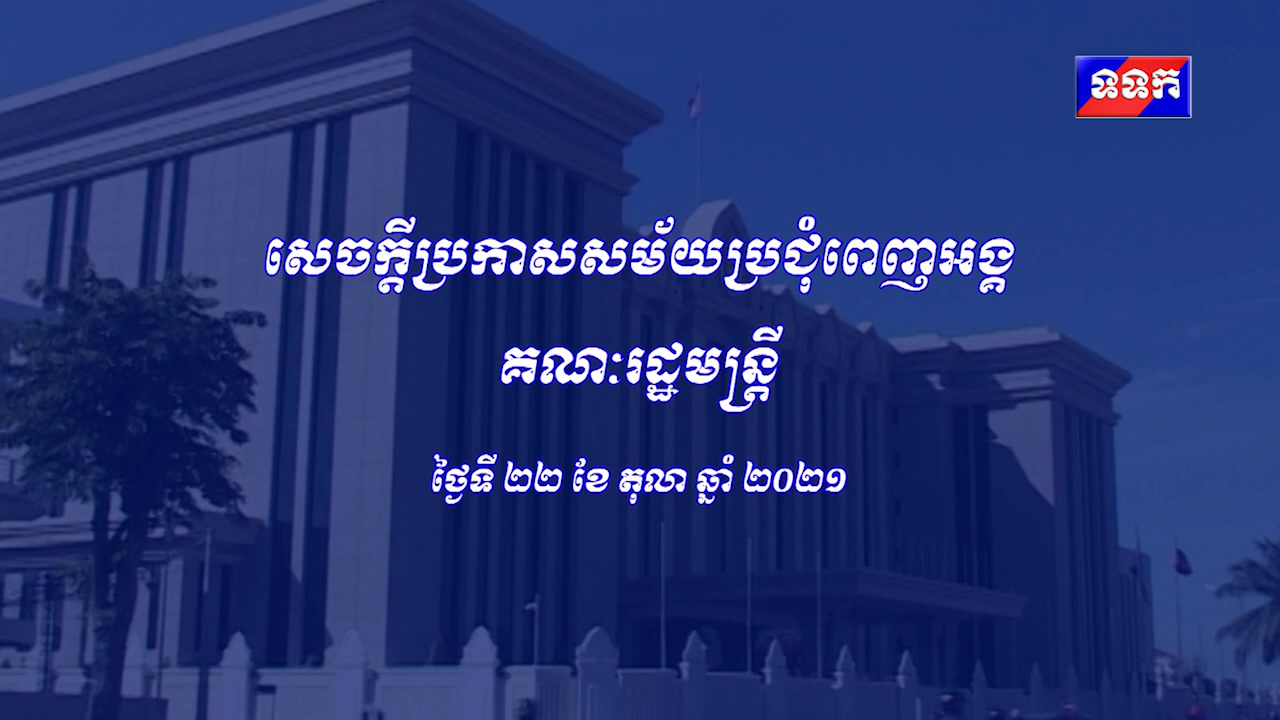 ទទក
សេចក្តីប្រកាសសម័យប្រជុំពេញអង្គ
គណៈរដ្ឋមន្ត្រី
ថ្ងៃទី ២២ ខែ តុលា ឆ្នាំ ២០២១